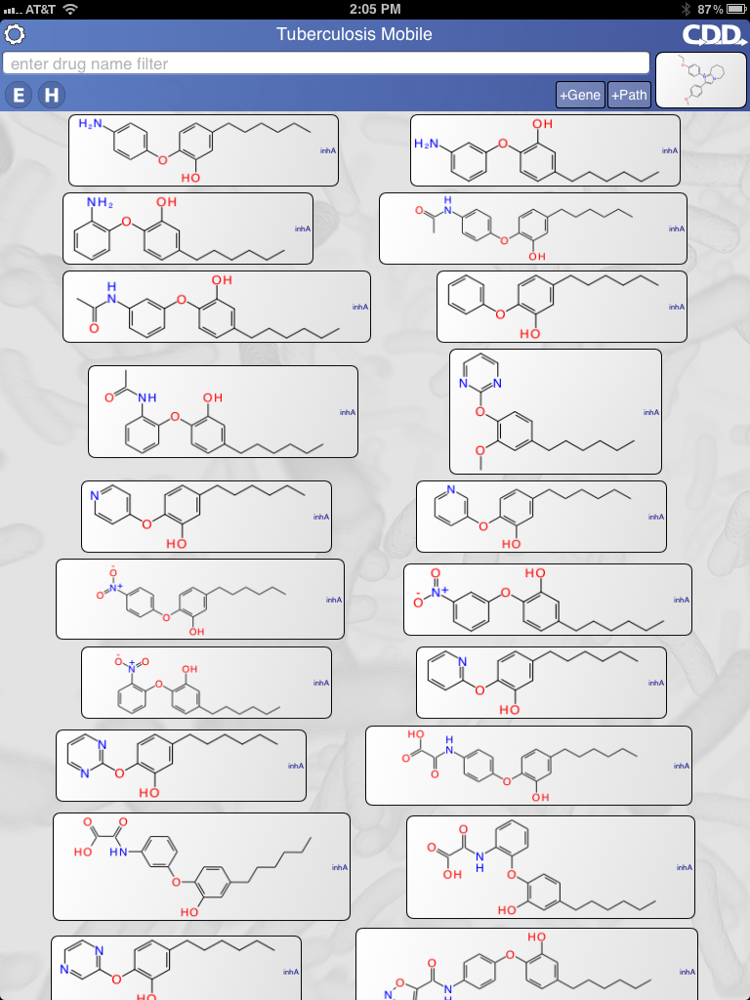 AT&T 2:05 PM 87%
Tuberculosis Mobile CDD
enter drug name filter
E H +Gene +Path
H₂N O HO inhA
H₂N O OH inhA
NH₂ O OH inhA
O H N O OH inhA
H N O O OH inhA
O HO inhA
O NH O OH inhA
N N O O inhA
N O HO inhA
N O HO inhA
O⁻ N⁺ O O OH inhA
O N⁺ O⁻ O HO inhA
O⁻ N⁺ O O OH inhA
N O HO inhA
N N O HO inhA
HO O O H N O OH inhA
O O HO HN O HO inhA
O O OH N H O HO inhA
N N O HO inhA
N O O N H O HO inhA